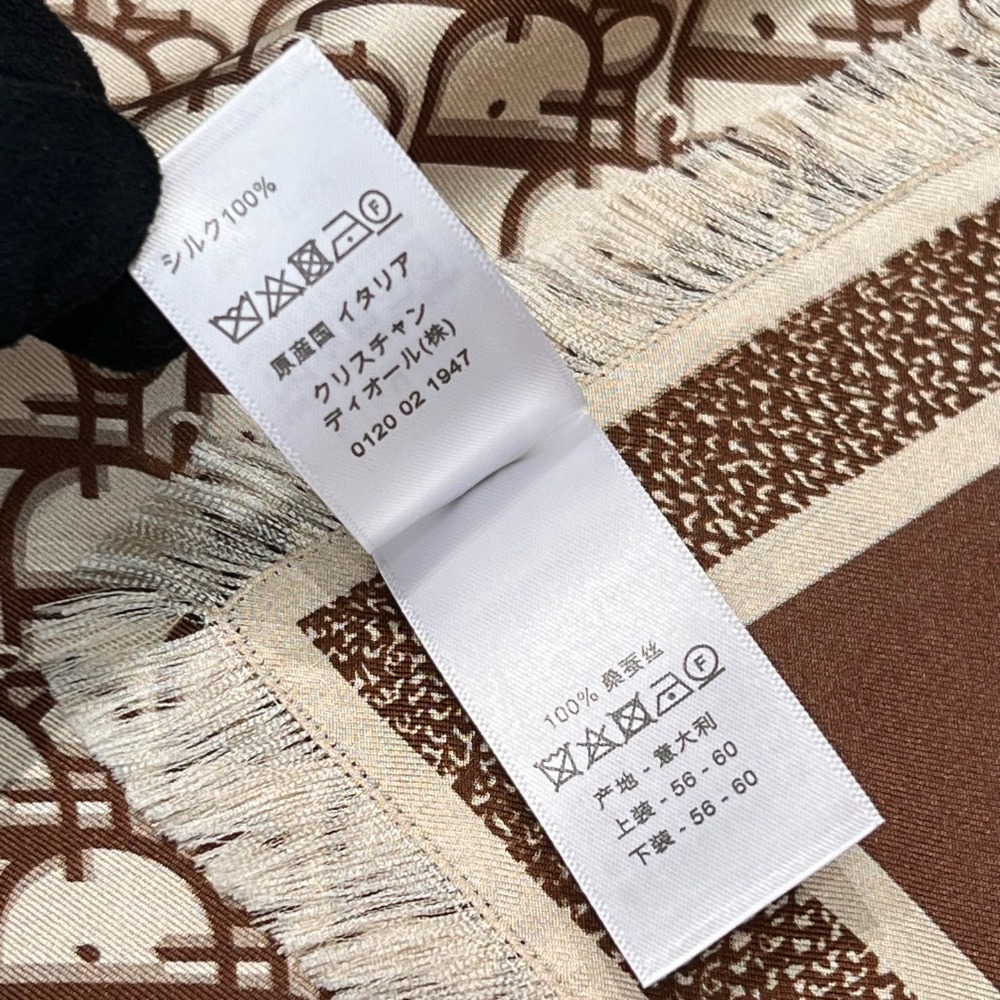 シルク100%
F
原産国 イタリア
クリスチャン
ディオール(株)
0120 02 1947
100% 桑蚕丝
F
产地 - 意大利
上装 - 56 - 60
下装 - 56 - 60